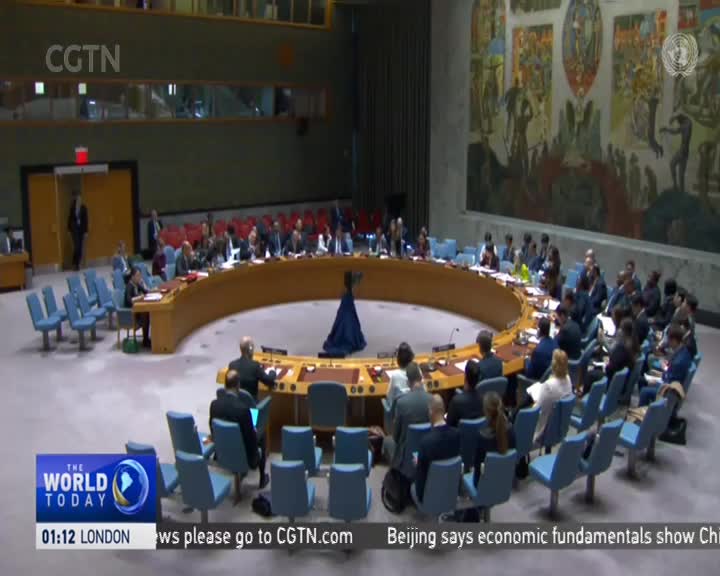 CGTN
THE
WORLD
TODAY
01:12 LONDON
ews please go to CGTN.com Beijing says economic fundamentals show Chi